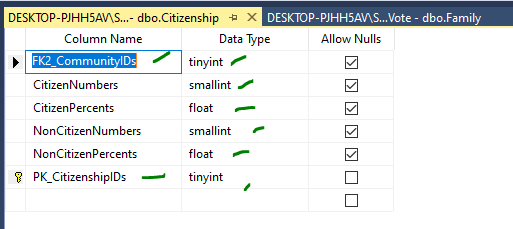 DESKTOP-PJHH5AV\S...- dbo.Citizenship DESKTOP-PJHH5AV\S...Vote - dbo.Family
Column Name Data Type Allow Nulls
FK2_CommunityIDs tinyint
CitizenNumbers smallint
CitizenPercents float
NonCitizenNumbers smallint
NonCitizenPercents float
PK_CitizenshipIDs tinyint